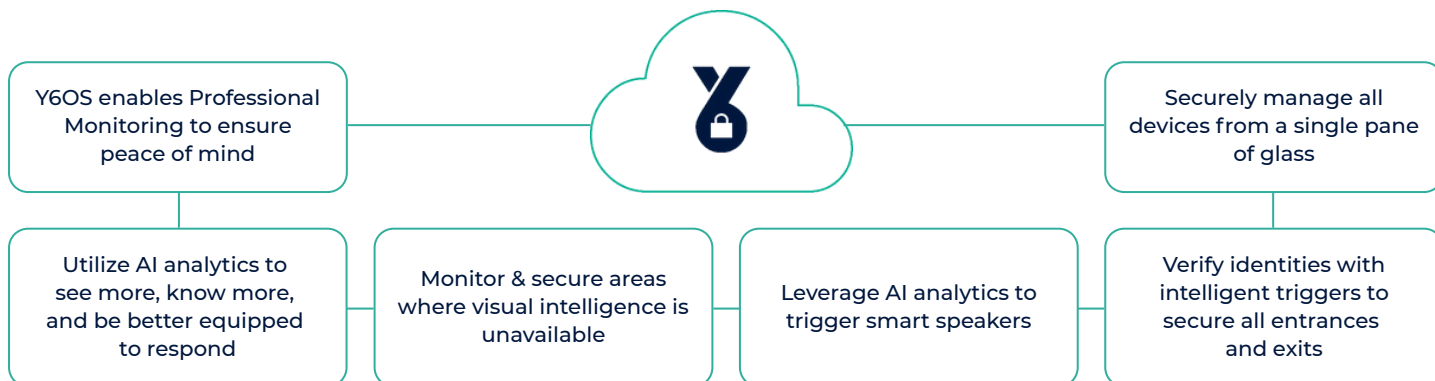 Y6OS enables Professional
Monitoring to ensure
peace of mind
Y6
Securely manage all
devices from a single pane
of glass
Utilize AI analytics to
see more, know more,
and be better equipped
to respond
Monitor & secure areas
where visual intelligence is
unavailable
Leverage AI analytics to
trigger smart speakers
Verify identities with
intelligent triggers to
secure all entrances
and exits